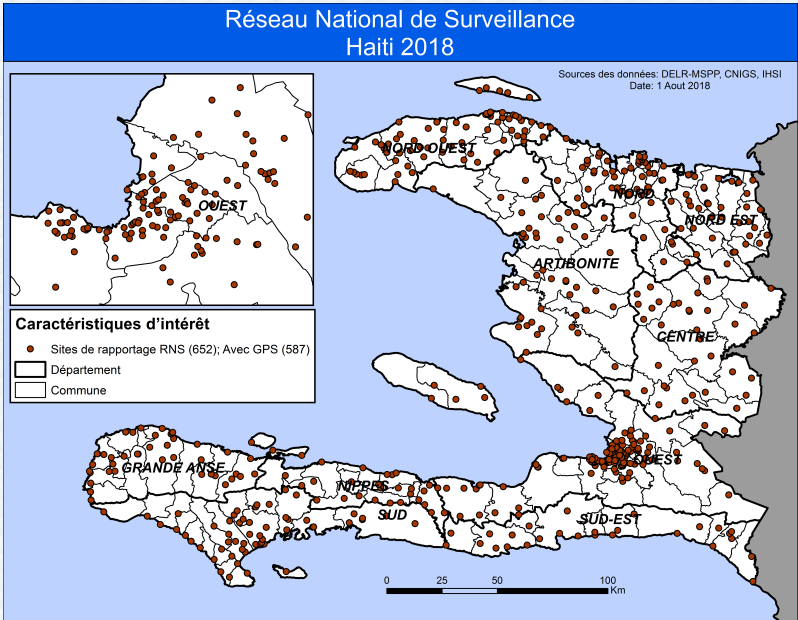 Réseau National de Surveillance
Haiti 2018
Sources des données: DELR-MSPP, CNIGS, IHSI
Date: 1 Aout 2018
OUEST
NORD OUEST
NORD
NORD EST
ARTIBONITE
CENTRE
Caractéristiques d'intérêt
Sites de rapportage RNS (652); Avec GPS (587)
Département
Commune
OUEST
GRANDE ANSE
NIPPES
SUD
SUD-EST
0 25 50 100
Km